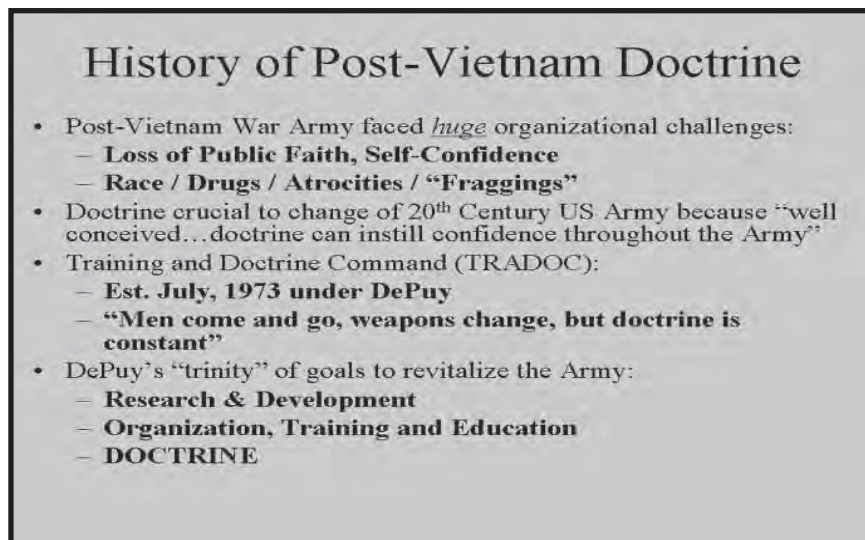 History of Post-Vietnam Doctrine
• Post-Vietnam War Army faced huge organizational challenges:
– Loss of Public Faith, Self-Confidence
– Race / Drugs / Atrocities / “Fraggings”
• Doctrine crucial to change of 20th Century US Army because “well
conceived…doctrine can instill confidence throughout the Army”
• Training and Doctrine Command (TRADOC):
– Est. July, 1973 under DePuy
– “Men come and go, weapons change, but doctrine is
constant”
• DePuy’s “trinity” of goals to revitalize the Army:
– Research & Development
– Organization, Training and Education
– DOCTRINE